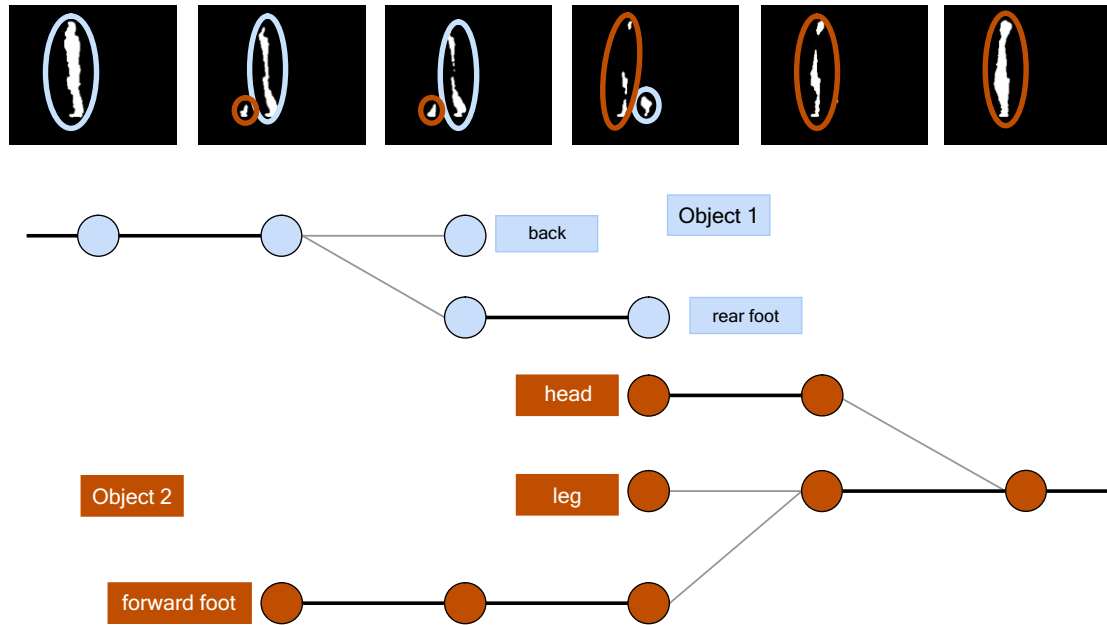 Object 1
back
rear foot
head
Object 2
leg
forward foot